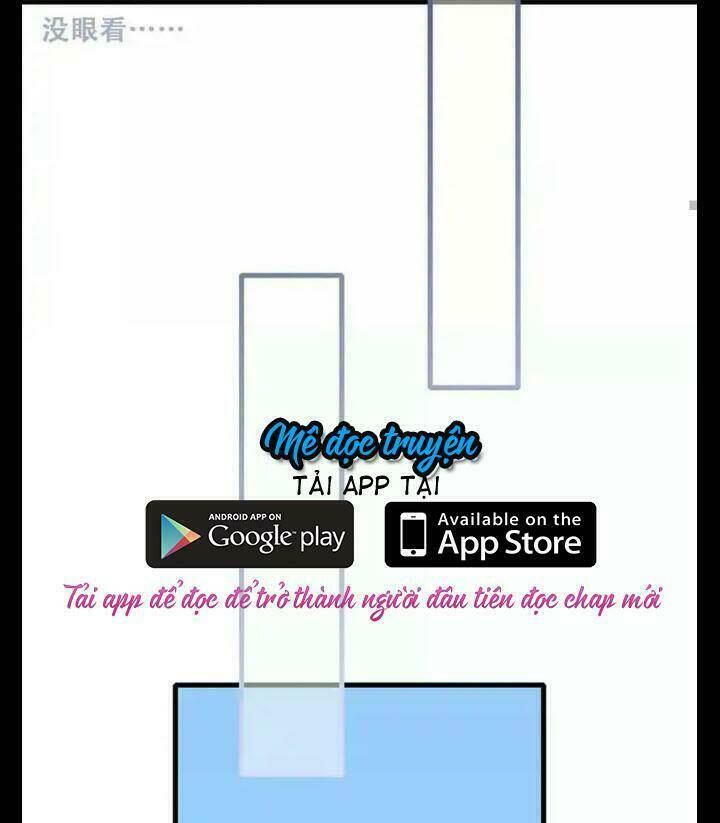 没眼看……
Mê đọc truyện
TẢI APP TẠI
ANDROID APP ON
Google play
Available on the
App Store
Tải app để đọc để trở thành người đâu tiên đọc chap mới